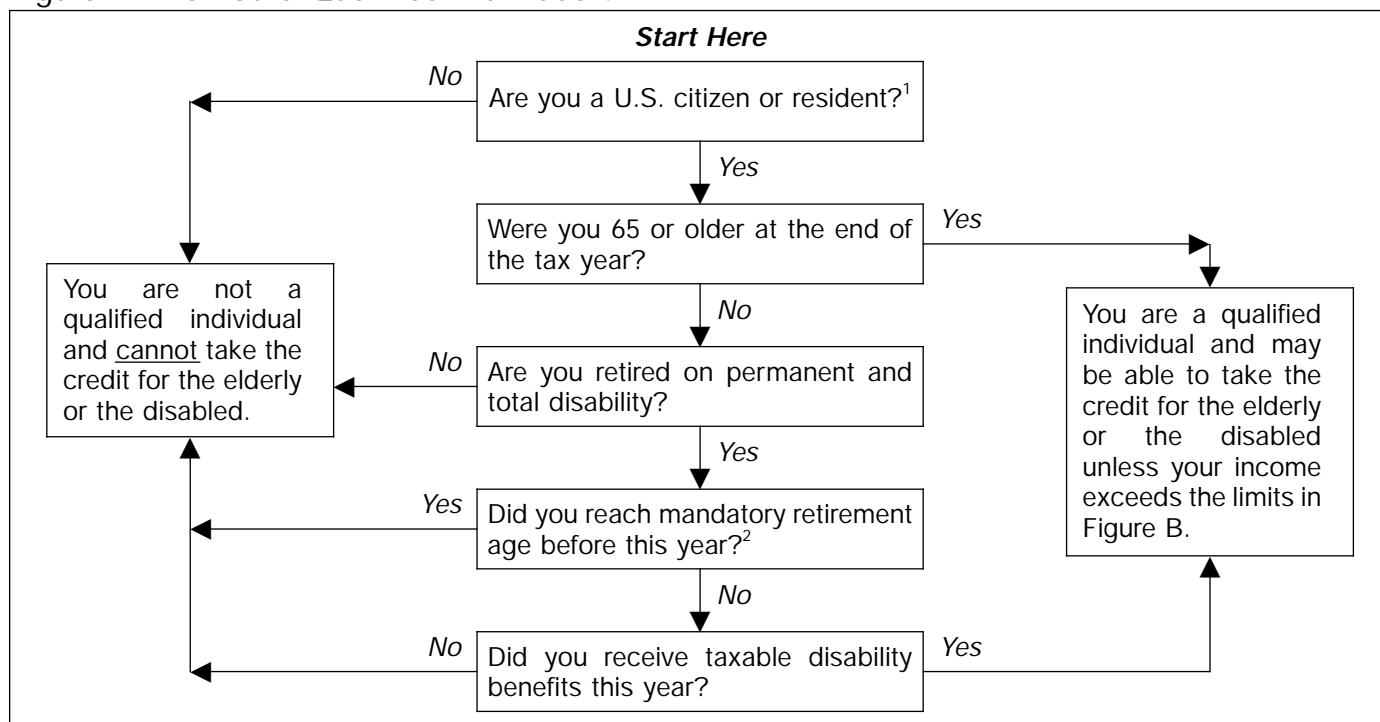 Start Here
No
Are you a U.S. citizen or resident?1
Yes
Were you 65 or older at the end of
the tax year?
Yes
No
You are not a
qualified individual
and cannot take the
credit for the elderly
or the disabled.
You are a qualified
individual and may
be able to take the
credit for the elderly
or the disabled
unless your income
exceeds the limits in
Figure B.
No
Are you retired on permanent and
total disability?
Yes
Yes
Did you reach mandatory retirement
age before this year?2
No
No
Did you receive taxable disability
benefits this year?
Yes